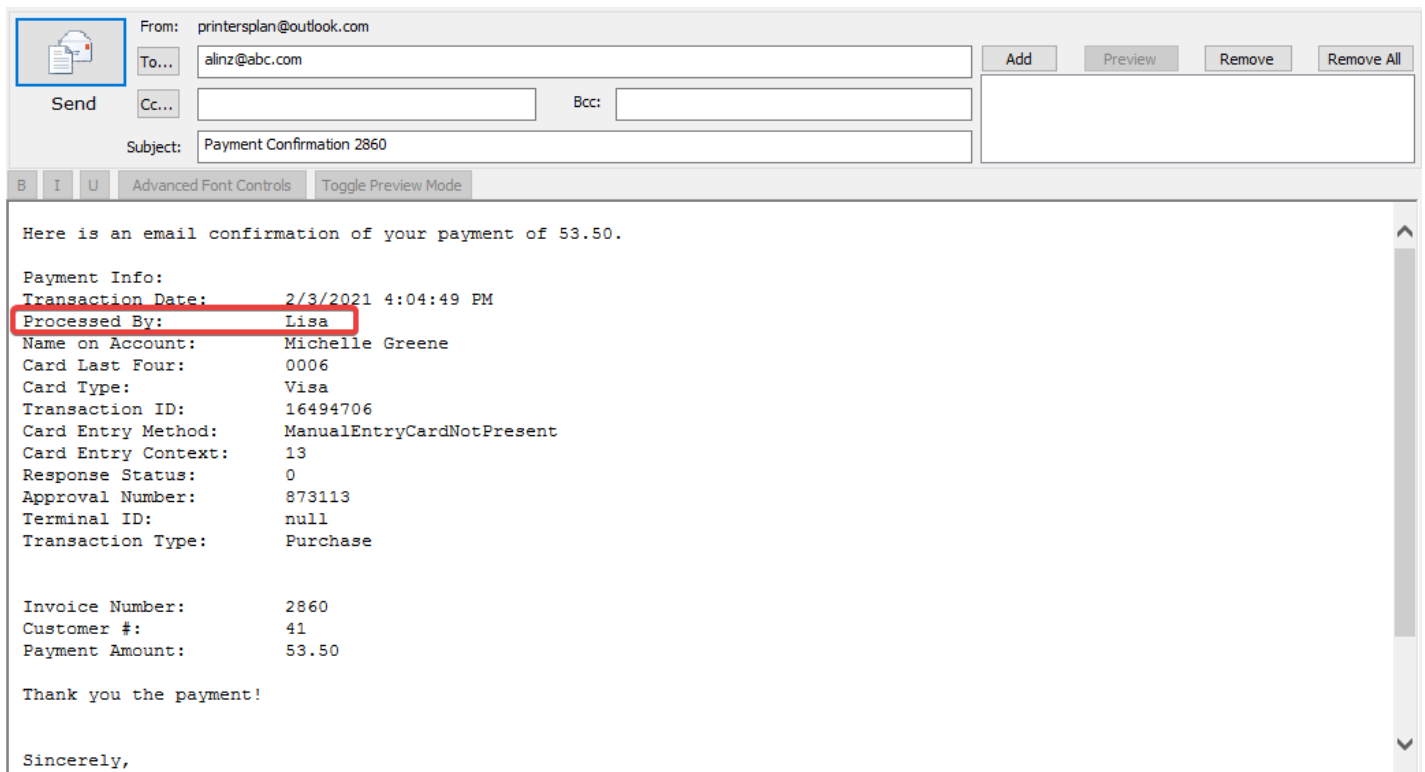 From: printersplan@outlook.com
To... alinz@abc.com Add Preview Remove Remove All
Send Cc... Bcc:
Subject: Payment Confirmation 2860
B I U Advanced Font Controls Toggle Preview Mode
Here is an email confirmation of your payment of 53.50.
Payment Info:
Transaction Date: 2/3/2021 4:04:49 PM
Processed By: Lisa
Name on Account: Michelle Greene
Card Last Four: 0006
Card Type: Visa
Transaction ID: 16494706
Card Entry Method: ManualEntryCardNotPresent
Card Entry Context: 13
Response Status: 0
Approval Number: 873113
Terminal ID: null
Transaction Type: Purchase
Invoice Number: 2860
Customer #: 41
Payment Amount: 53.50
Thank you the payment!
Sincerely,